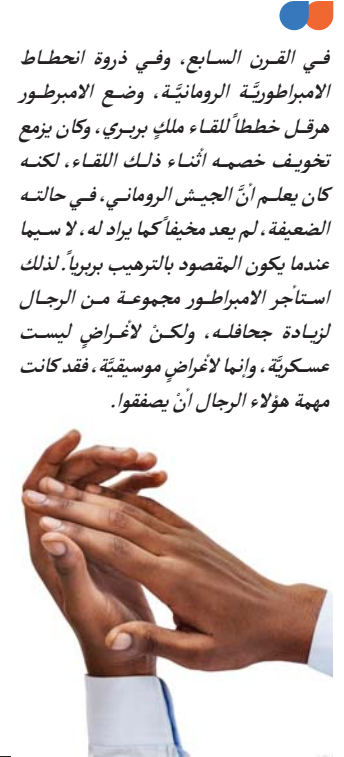 في القرن السابع، وفي ذروة انحطاط
الامبراطوريَّة الرومانيَّة، وضع الامبرطور
هرقل خططاً للقاء ملكٍ بربري، وكان يزمع
تخويف خصمه أثناء ذلك اللقاء، لكنه
كان يعلم أنَّ الجيش الروماني، في حالته
الضعيفة، لم يعد مخيفاً كما يراد له، لا سيما
عندما يكون المقصود بالترهيب بربرياً. لذلك
استأجر الامبراطور مجموعة من الرجال
لزيادة جحافله، ولكنْ لأغراضٍ ليست
عسكريَّة، وإنما لأغراضٍ موسيقيَّة، فقد كانت
مهمة هؤلاء الرجال أنْ يصفقوا.